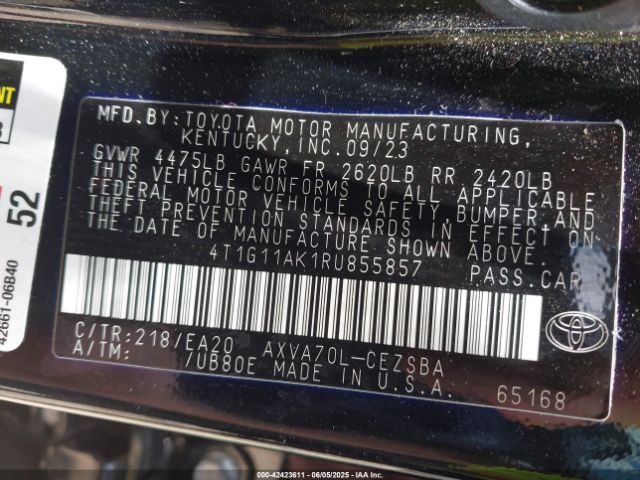 MFD.BY:TOYOTA MOTOR MANUFACTURING,
KENTUCKY,INC.09/23
GVWR 4475LB GAWR FR 2620LB RR 2420LB
THIS VEHICLE CONFORMS TO ALL APPLICABLE
FEDERAL MOTOR VEHICLE SAFETY,BUMPER,AND
THEFT PREVENTION STANDARDS IN EFFECT ON
THE DATE OF MANUFACTURE SHOWN ABOVE.
4T1G11AK1RU855857 PASS.CAR
C/TR:218/EA20 AXVA70L-CEZSBA
A/TM: /UB80E MADE IN U.S.A. 65168
52
42661-06B40
000-42423611 - 06/05/2025 - IAAI.COM